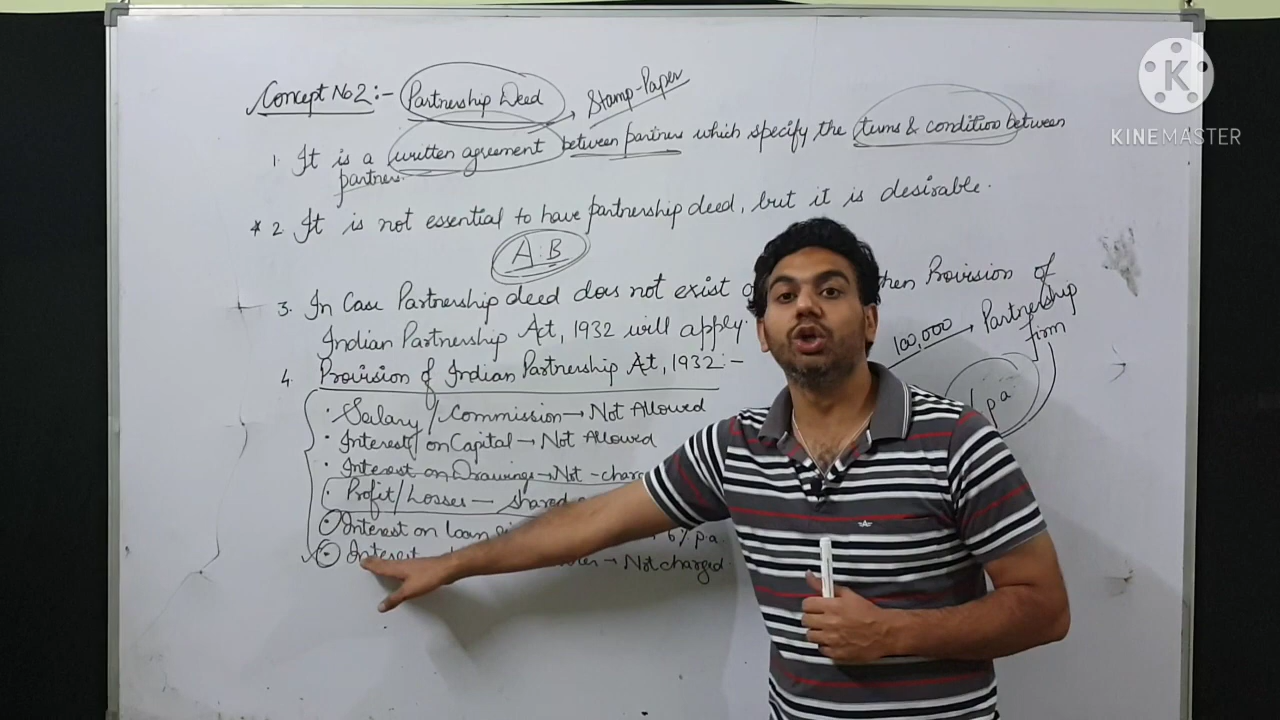 Concept No 2:- Partnership Deed → Stamp-Paper
1. It is a written agreement between partners which specify the terms & condition between
partners.
* 2. It is not essential to have partnership deed, but it is desirable.
A:B
3. In Case Partnership deed does not exist then Provision of
Indian Partnership Act, 1932 will apply
100,000 → Partnership
firm
4. Provision of Indian Partnership Act, 1932:-
pa
· Salary/Commission → Not Allowed
· Interest on Capital → Not Allowed
· Interest on Drawings → Not -
· Profit/Losses — shared
· Interest on loan 6% p.a.
· Interest → Not charged.
K
KINEMASTER